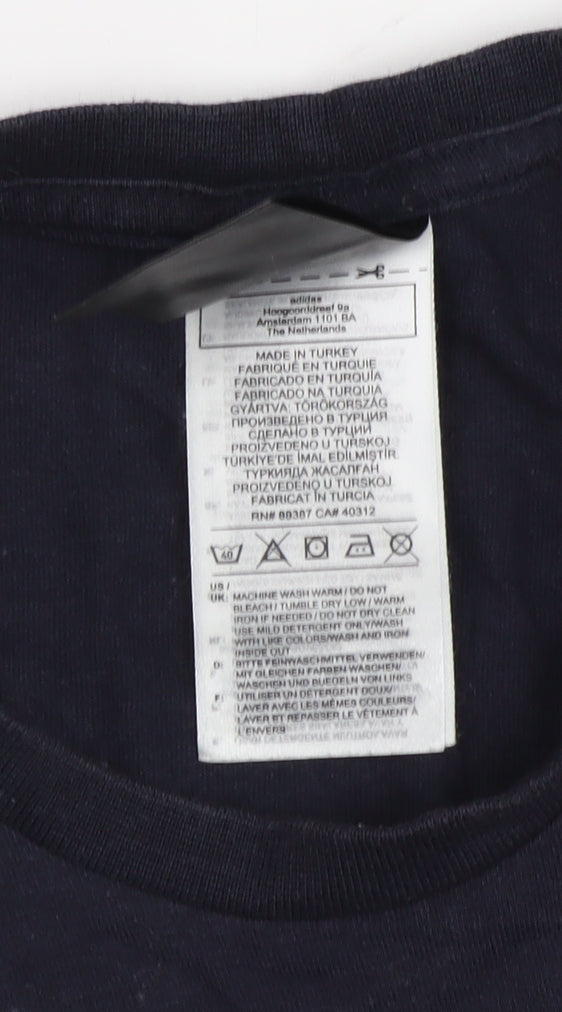 adidas
Hoogoorddreef 9a
Amsterdam 1101 BA
The Netherlands
MADE IN TURKEY
FABRIQUÉ EN TURQUIE
FABRICADO EN TURQUÍA
FABRICADO NA TURQUIA
GYÁRTVA: TÖRÖKORSZÁG
ПРОИЗВЕДЕНО В ТУРЦИЯ
СДЕЛАНО В ТУРЦИИ
PROIZVEDENO U TURSKOJ
TÜRKİYE'DE İMAL EDİLMİŞTİR
ТУРКИЯДА ЖАСАЛҒАН
PROIZVEDENO U TURSKOJ
FABRICAT ÎN TURCIA
RN# 88387 CA# 40312
40
US /
UK: MACHINE WASH WARM / DO NOT
BLEACH / TUMBLE DRY LOW / WARM
IRON IF NEEDED / DO NOT DRY CLEAN
USE MILD DETERGENT ONLY/WASH
WITH LIKE COLORS/WASH AND IRON
INSIDE OUT
D: BITTE FEINWASCHMITTEL VERWENDEN/
MIT GLEICHEN FARBEN WASCHEN/
WASCHEN UND BUEGELN VON LINKS
F: UTILISER UN DÉTERGENT DOUX/
LAVER AVEC LES MÊMES COULEURS/
LAVER ET REPASSER LE VÊTEMENT À
L'ENVERS